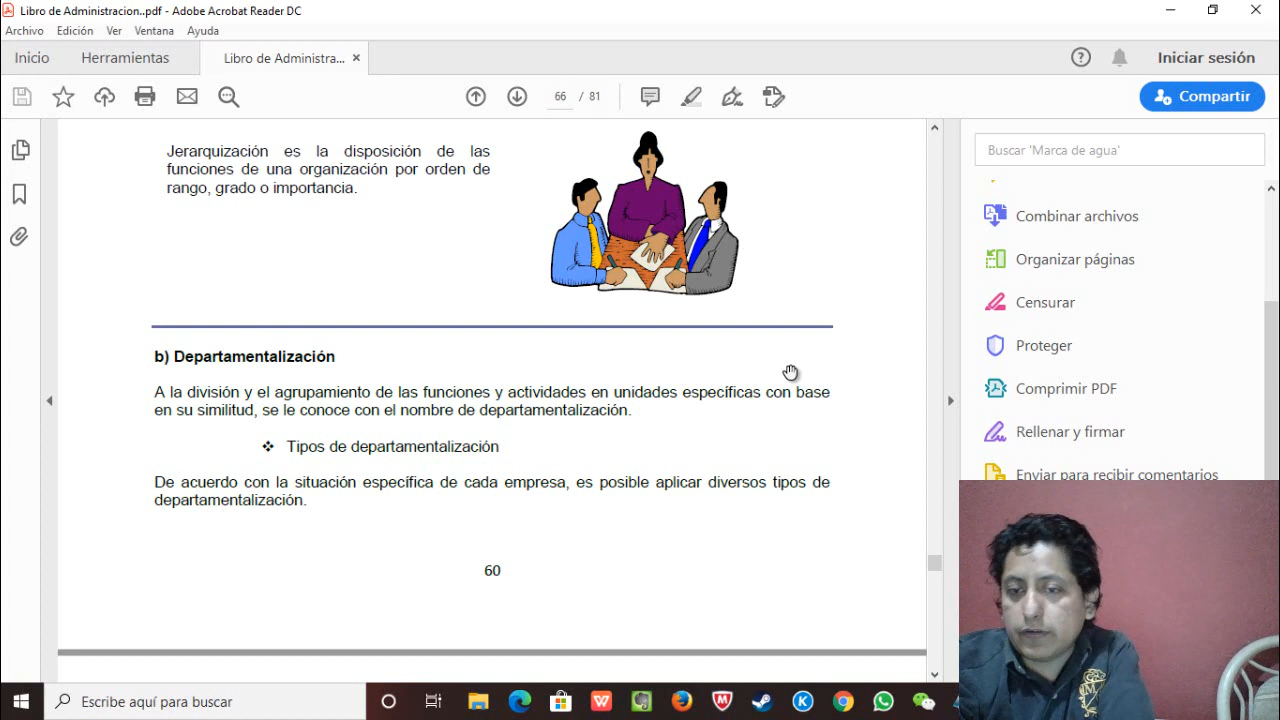 Libro de Administracion..pdf - Adobe Acrobat Reader DC
Archivo Edición Ver Ventana Ayuda
Inicio Herramientas Libro de Administra... × Iniciar sesión
66 / 81 Compartir
Jerarquización es la disposición de las
funciones de una organización por orden de
rango, grado o importancia.
b) Departamentalización
A la división y el agrupamiento de las funciones y actividades en unidades específicas con base
en su similitud, se le conoce con el nombre de departamentalización.
❖ Tipos de departamentalización
De acuerdo con la situación específica de cada empresa, es posible aplicar diversos tipos de
departamentalización.
60
Buscar 'Marca de agua'
Combinar archivos
Organizar páginas
Censurar
Proteger
Comprimir PDF
Rellenar y firmar
Enviar para recibir comentarios
Escribe aquí para buscar